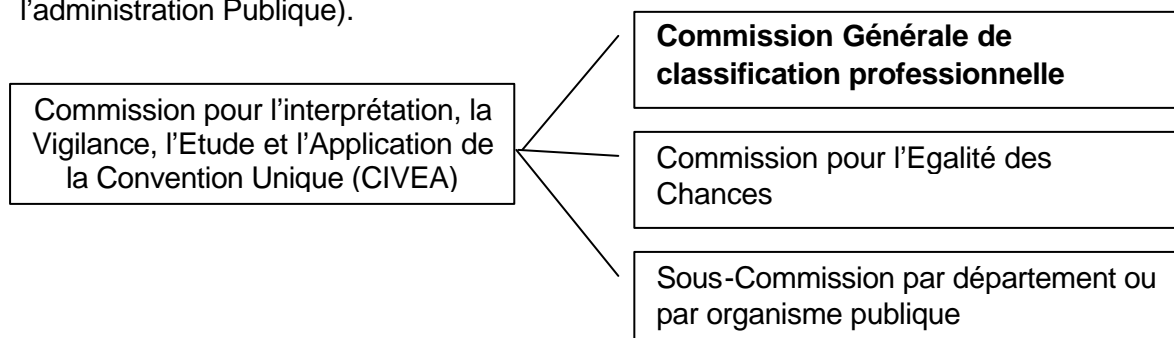 l’administration Publique).
Commission Générale de
classification professionnelle
Commission pour l’interprétation, la
Vigilance, l’Etude et l’Application de
la Convention Unique (CIVEA)
Commission pour l’Egalité des
Chances
Sous-Commission par département ou
par organisme publique